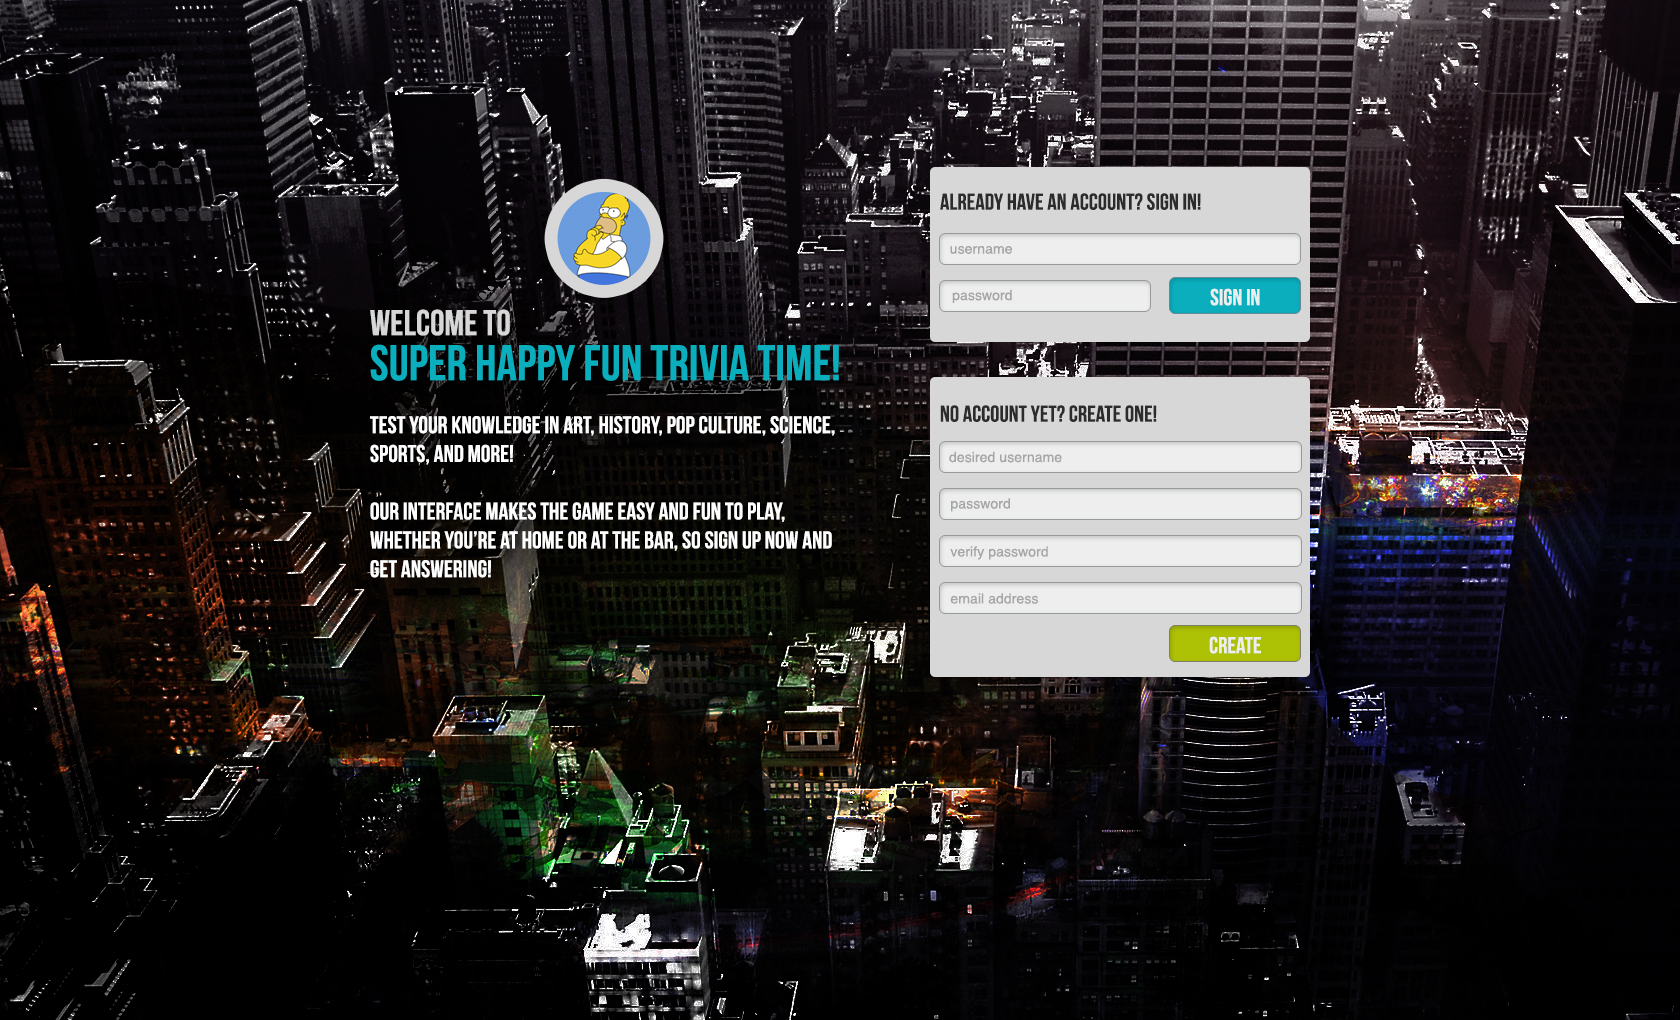 WELCOME TO
SUPER HAPPY FUN TRIVIA TIME!
TEST YOUR KNOWLEDGE IN ART, HISTORY, POP CULTURE, SCIENCE,
SPORTS, AND MORE!
OUR INTERFACE MAKES THE GAME EASY AND FUN TO PLAY,
WHETHER YOU'RE AT HOME OR AT THE BAR, SO SIGN UP NOW AND
GET ANSWERING!
ALREADY HAVE AN ACCOUNT? SIGN IN!
username
password
SIGN IN
NO ACCOUNT YET? CREATE ONE!
desired username
password
verify password
email address
CREATE